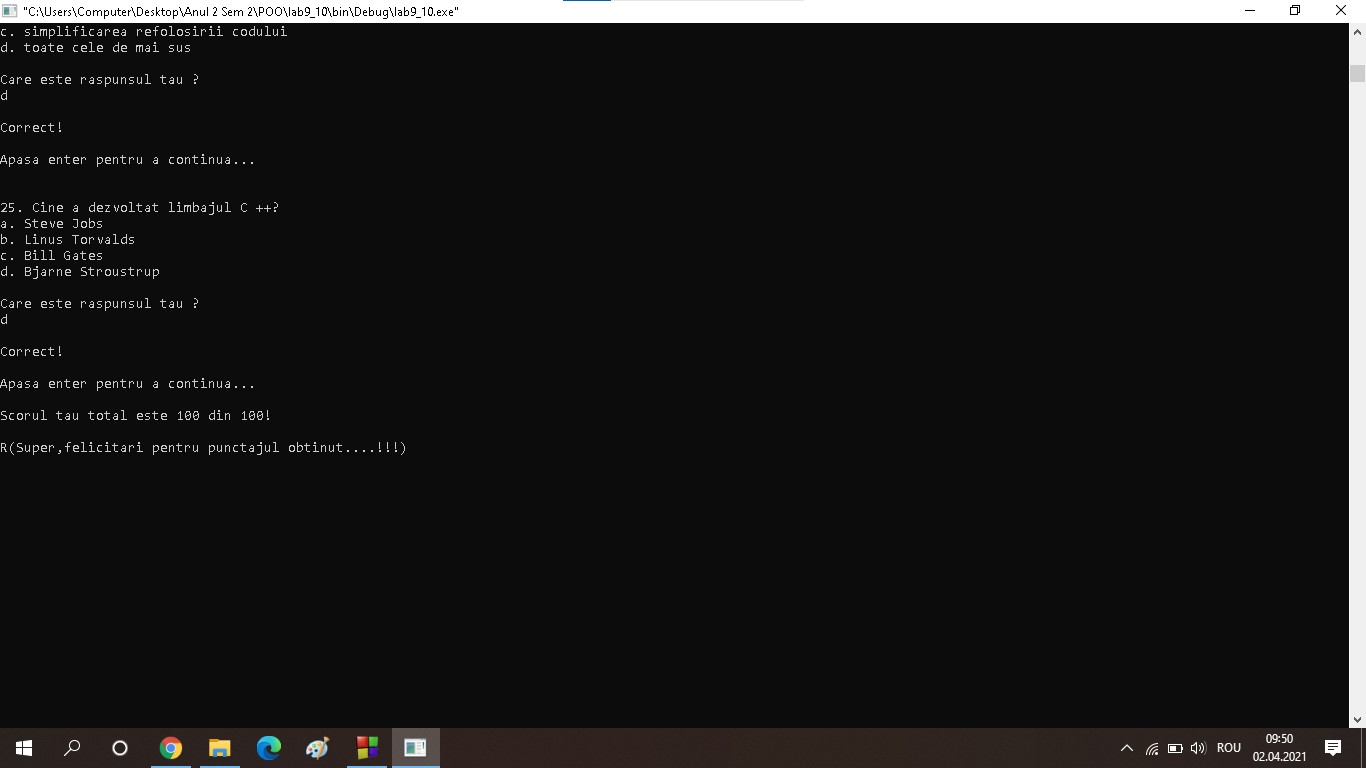 "C:\Users\Computer\Desktop\Anul 2 Sem 2\POO\lab9_10\bin\Debug\lab9_10.exe"
c. simplificarea refolosirii codului
d. toate cele de mai sus
Care este raspunsul tau ?
d
Correct!
Apasa enter pentru a continua...
25. Cine a dezvoltat limbajul C ++?
a. Steve Jobs
b. Linus Torvalds
c. Bill Gates
d. Bjarne Stroustrup
Care este raspunsul tau ?
d
Correct!
Apasa enter pentru a continua...
Scorul tau total este 100 din 100!
R(Super,felicitari pentru punctajul obtinut....!!!)
ROU
09:50
02.04.2021